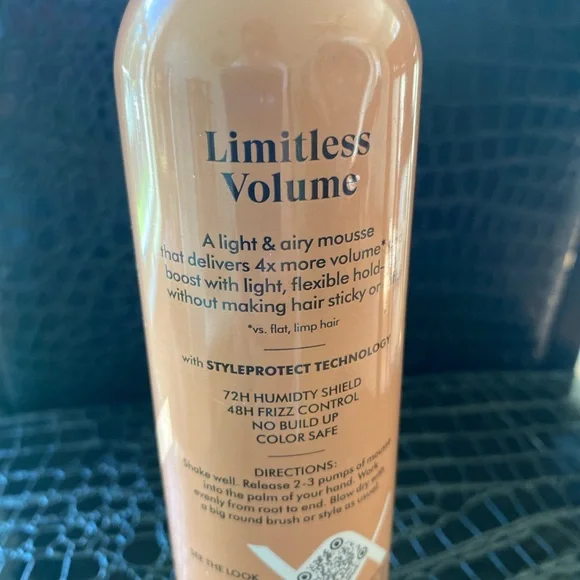 Limitless
Volume
A light & airy mousse
that delivers 4x more volume*
boost with light, flexible hold-
without making hair sticky or
*vs. flat, limp hair
with STYLEPROTECT TECHNOLOGY
72H HUMIDTY SHIELD
48H FRIZZ CONTROL
NO BUILD UP
COLOR SAFE
DIRECTIONS:
Shake well. Release 2-3 pumps of mousse
into the palm of your hand. Work
evenly from root to end. Blow dry with
a big round brush or style as usual.
SEE THE LOOK